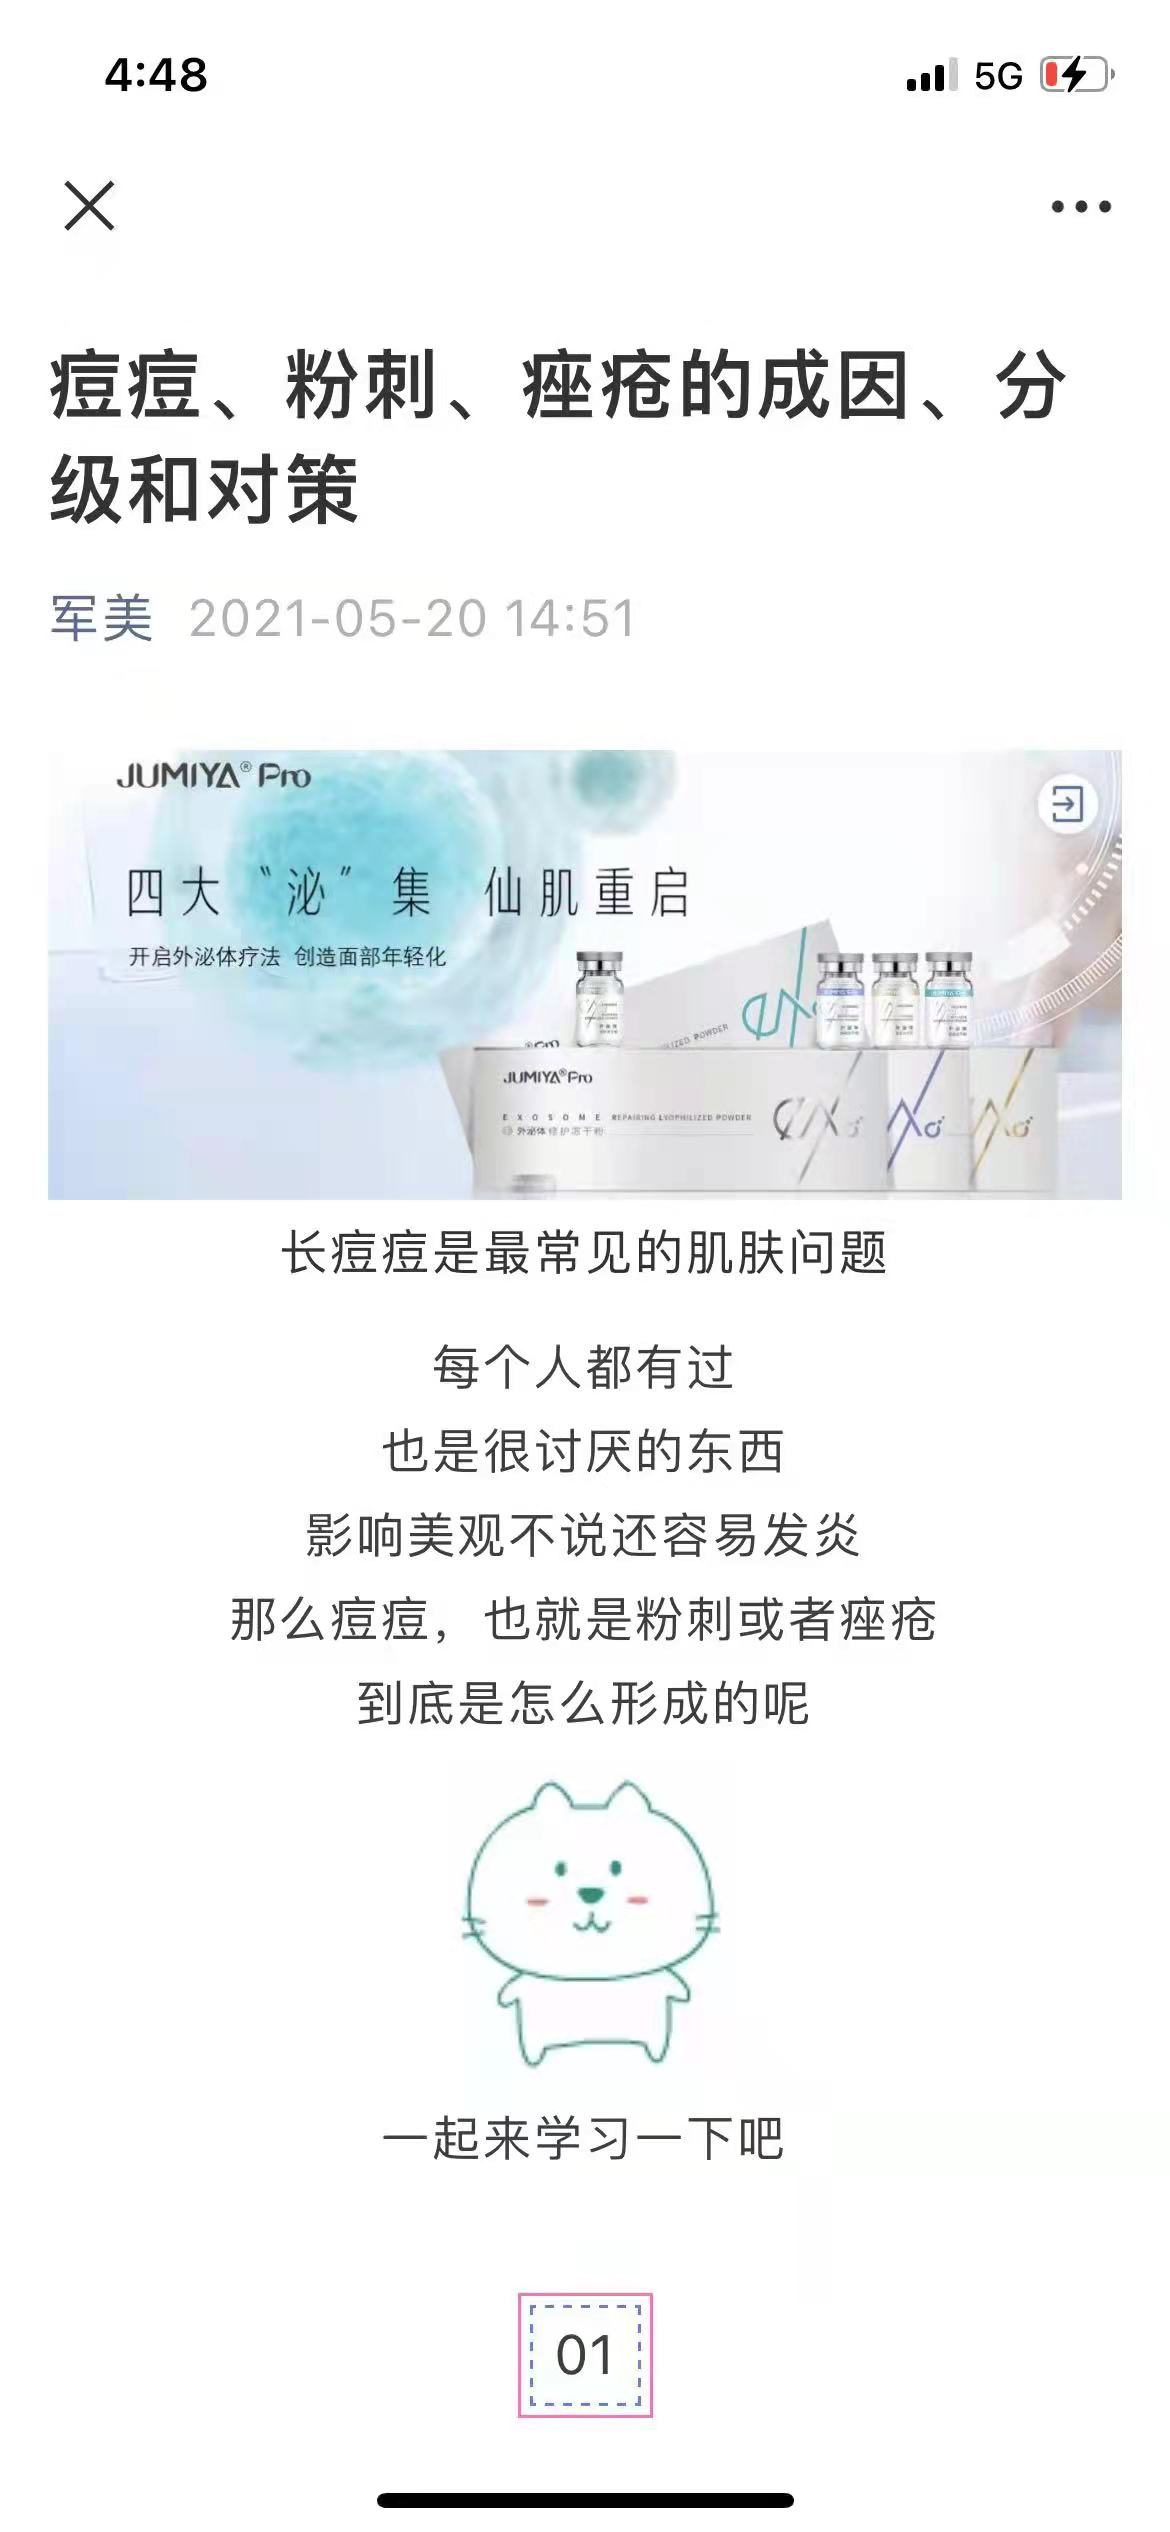 4:48
5G
痘痘、粉刺、痤疮的成因、分
级和对策
军美 2021-05-20 14:51
JUMIYA® Pro
四大“泌”集 仙肌重启
开启外泌体疗法 创造面部年轻化
JUMIYA®Pro
EXOSOME REPAIRING LYOPHILIZED POWDER
外泌体修护冻干粉
长痘痘是最常见的肌肤问题
每个人都有过
也是很讨厌的东西
影响美观不说还容易发炎
那么痘痘，也就是粉刺或者痤疮
到底是怎么形成的呢
一起来学习一下吧
01